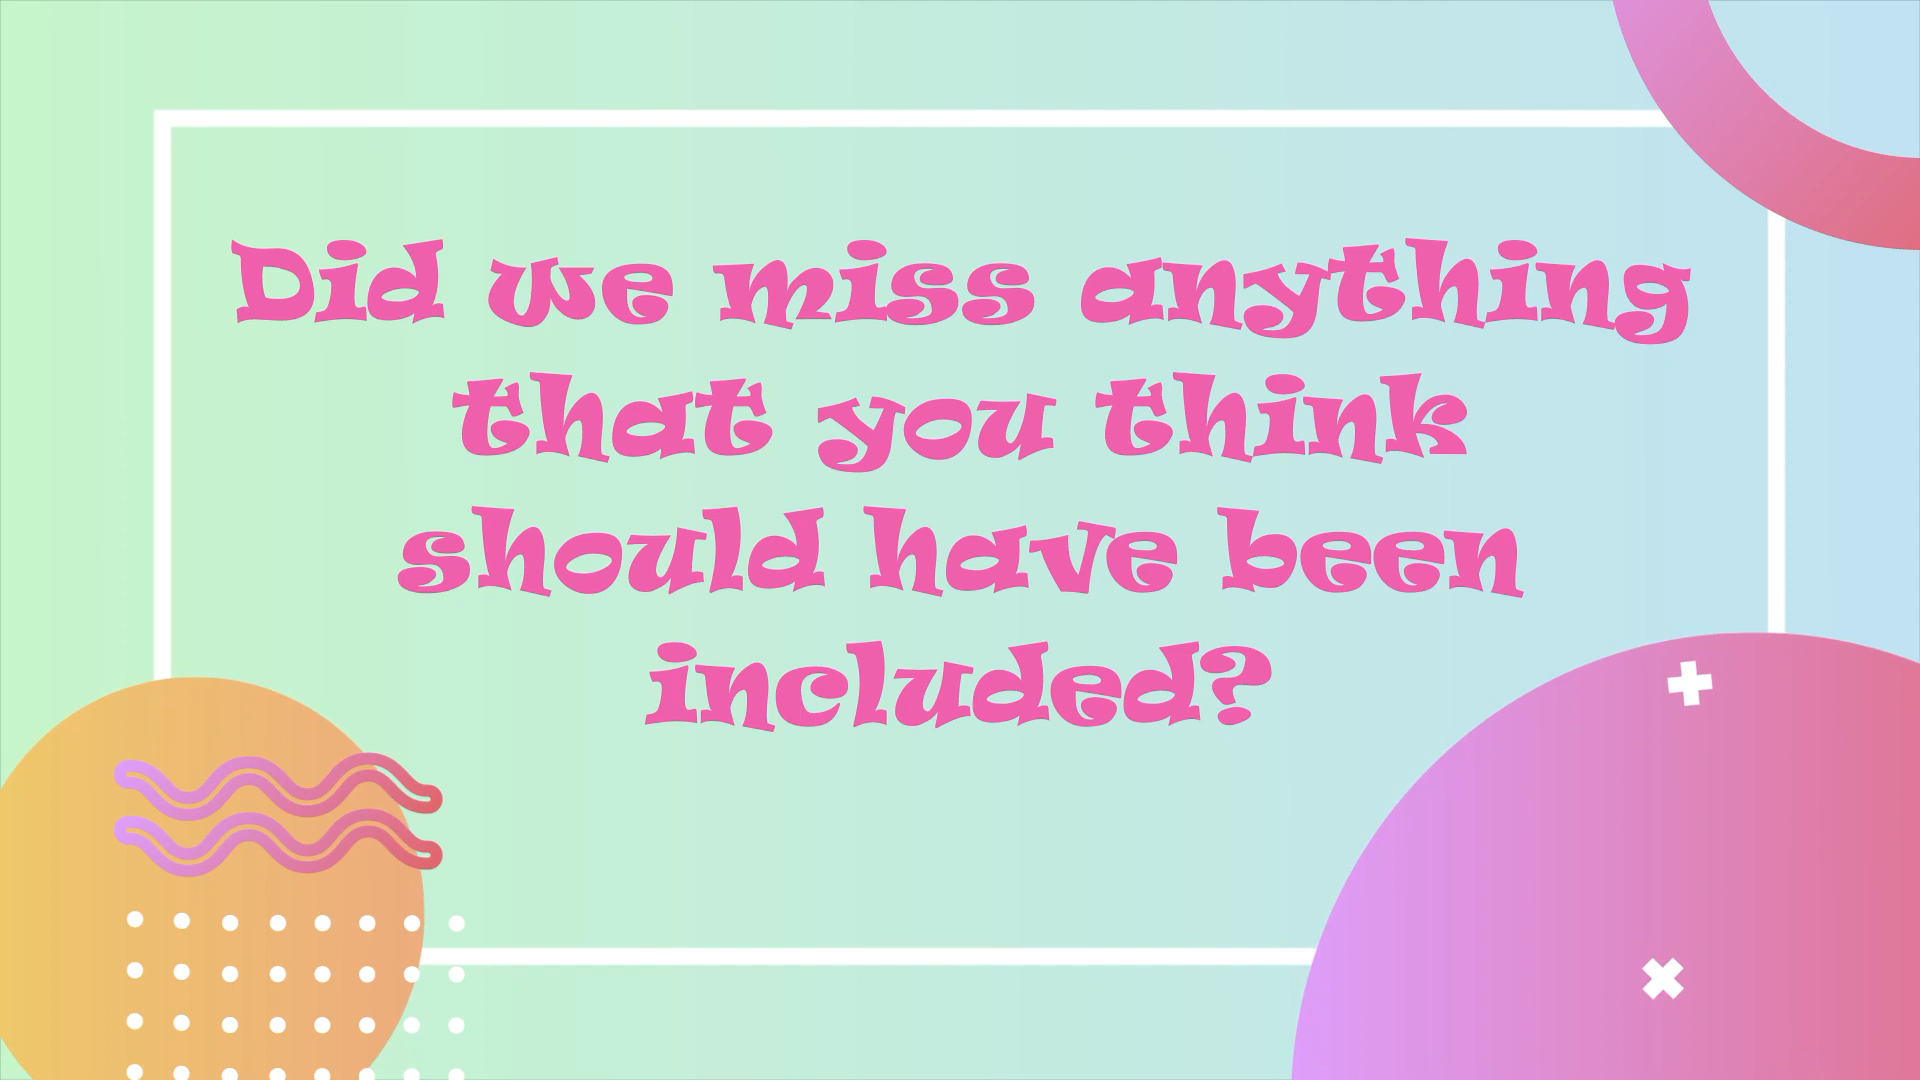 Did we miss anything
that you think
should have been
included?